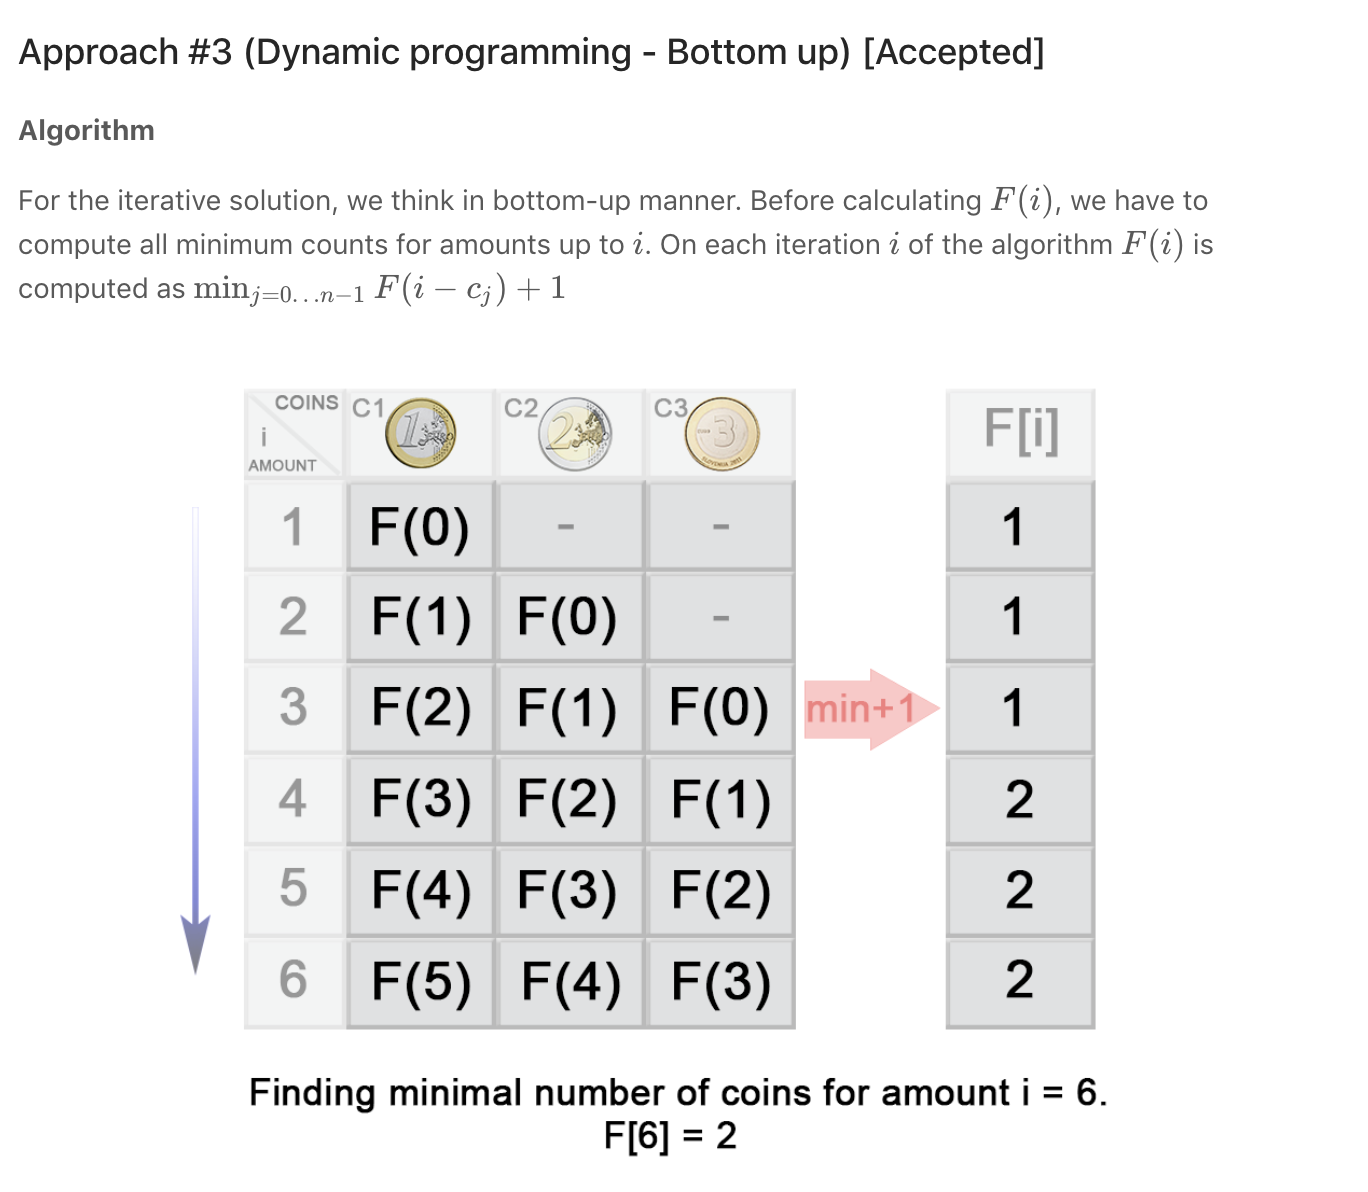 Approach #3 (Dynamic programming - Bottom up) [Accepted]
Algorithm
For the iterative solution, we think in bottom-up manner. Before calculating F(i), we have to
compute all minimum counts for amounts up to i. On each iteration i of the algorithm F(i) is
computed as min_{j=0…n−1} F(i − c_j) + 1
COINS C1 C2 C3 F[i]
i
AMOUNT
1 F(0) - - 1
2 F(1) F(0) - 1
3 F(2) F(1) F(0) min+1 1
4 F(3) F(2) F(1) 2
5 F(4) F(3) F(2) 2
6 F(5) F(4) F(3) 2
Finding minimal number of coins for amount i = 6.
F[6] = 2